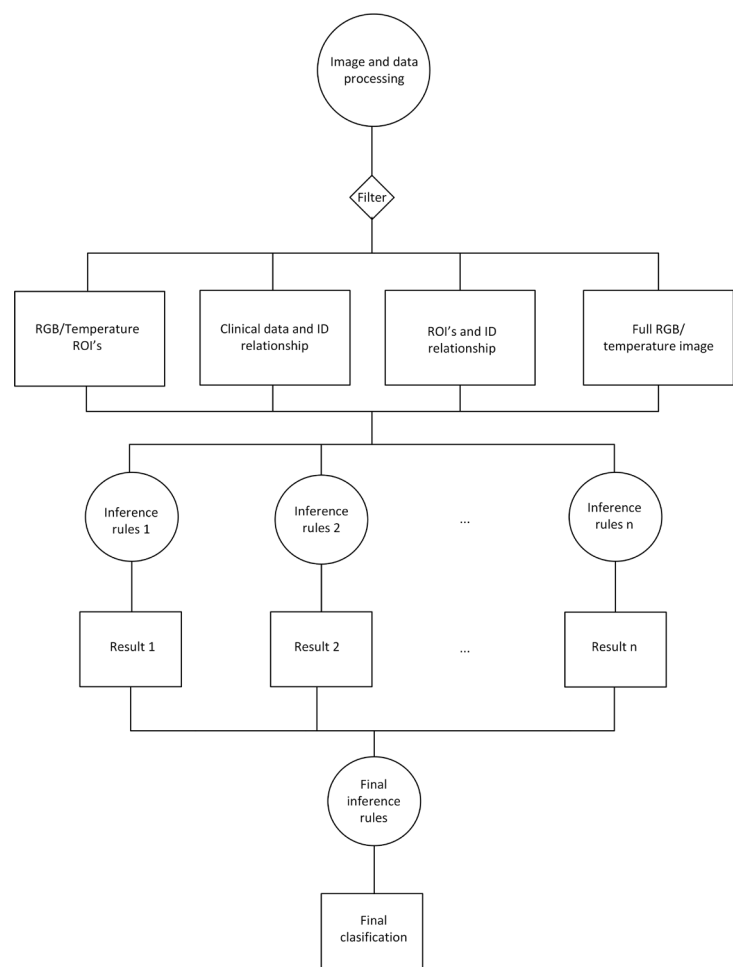 Image and data
processing
Filter
RGB/Temperature
ROI's
Clinical data and ID
relationship
ROI's and ID
relationship
Full RGB/
temperature image
Inference
rules 1
Inference
rules 2
...
Inference
rules n
Result 1
Result 2
...
Result n
Final
inference
rules
Final
clasification